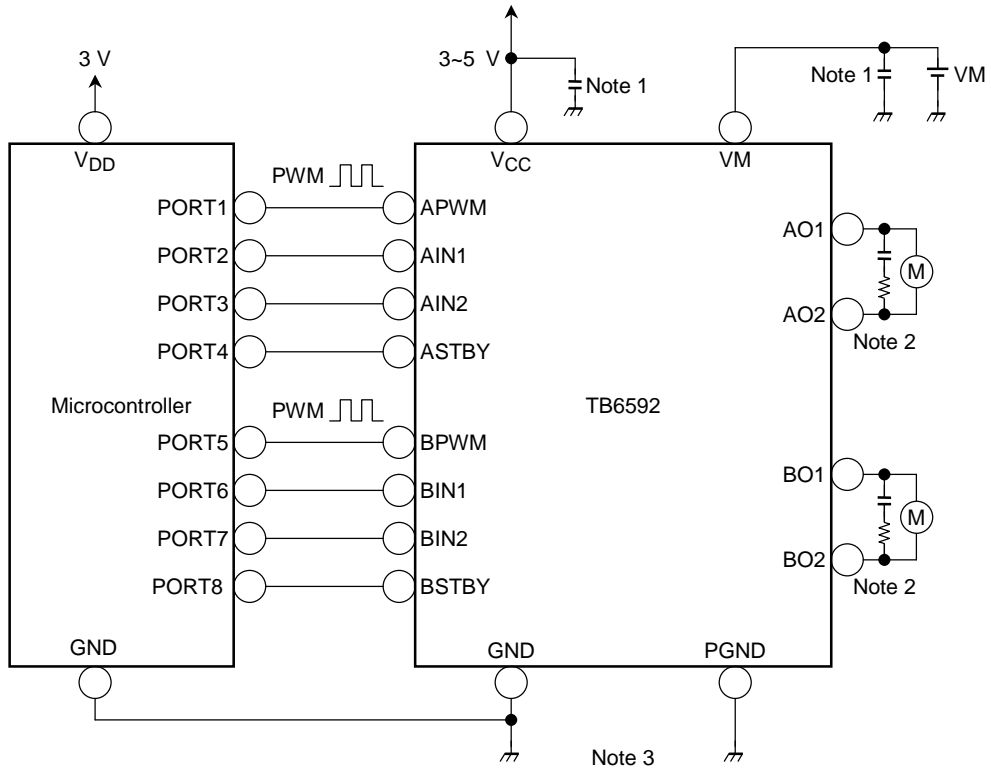 3 V
3~5 V
Note 1
Note 1
VM
VDD
VCC
VM
PWM
PORT1
APWM
PORT2
AIN1
PORT3
AIN2
PORT4
ASTBY
AO1
M
AO2
Note 2
Microcontroller
PWM
TB6592
PORT5
BPWM
PORT6
BIN1
PORT7
BIN2
PORT8
BSTBY
BO1
M
BO2
Note 2
GND
GND
PGND
Note 3